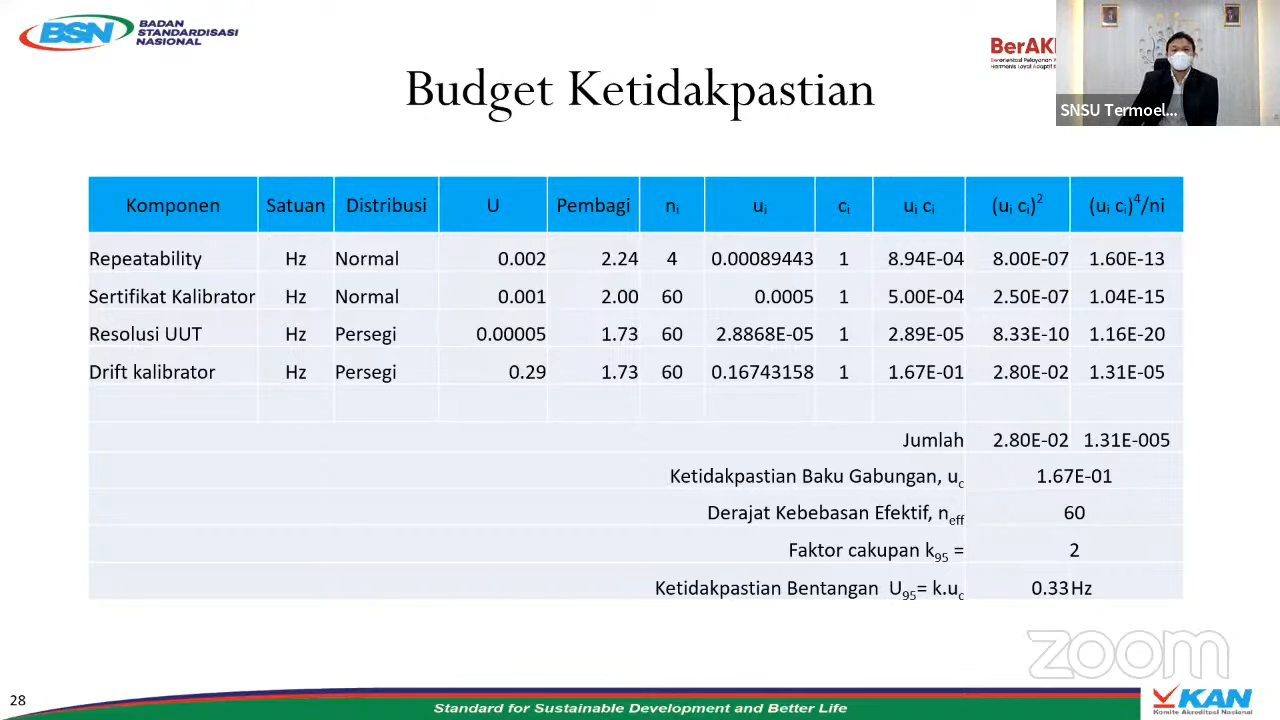 BSN BADAN STANDARDISASI NASIONAL
BerAK
Budget Ketidakpastian
SNSU Termoel...
Komponen Satuan Distribusi U Pembagi ni ui ci ui ci (ui ci)2 (ui ci)4/ni
Repeatability Hz Normal 0.002 2.24 4 0.00089443 1 8.94E-04 8.00E-07 1.60E-13
Sertifikat Kalibrator Hz Normal 0.001 2.00 60 0.0005 1 5.00E-04 2.50E-07 1.04E-15
Resolusi UUT Hz Persegi 0.00005 1.73 60 2.8868E-05 1 2.89E-05 8.33E-10 1.16E-20
Drift kalibrator Hz Persegi 0.29 1.73 60 0.16743158 1 1.67E-01 2.80E-02 1.31E-05
Jumlah 2.80E-02 1.31E-005
Ketidakpastian Baku Gabungan, uc 1.67E-01
Derajat Kebebasan Efektif, neff 60
Faktor cakupan k95 = 2
Ketidakpastian Bentangan U95= k.uc 0.33 Hz
zoom
28
Standard for Sustainable Development and Better Life
KAN
Komite Akreditasi Nasional